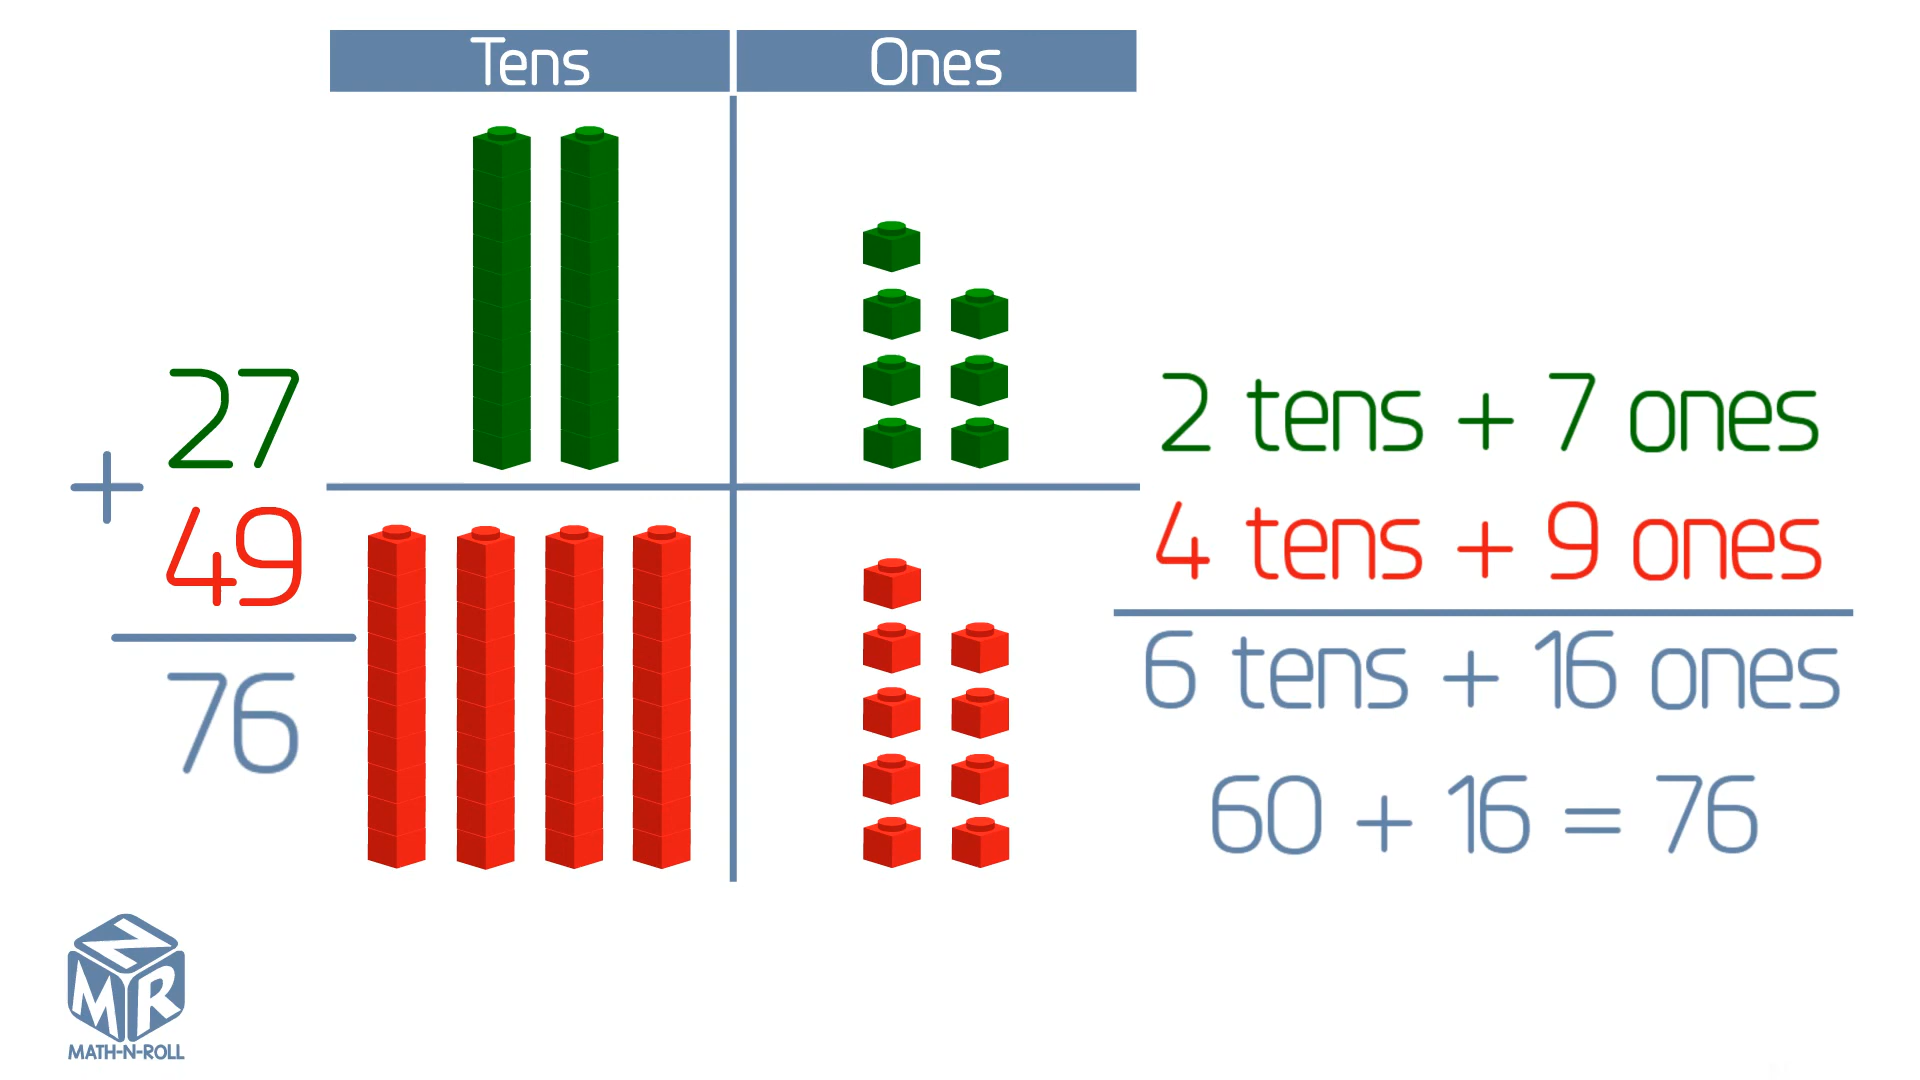 Tens Ones
27
+
49
76
2 tens + 7 ones
4 tens + 9 ones
6 tens + 16 ones
60 + 16 = 76
MNR
MATH-N-ROLL